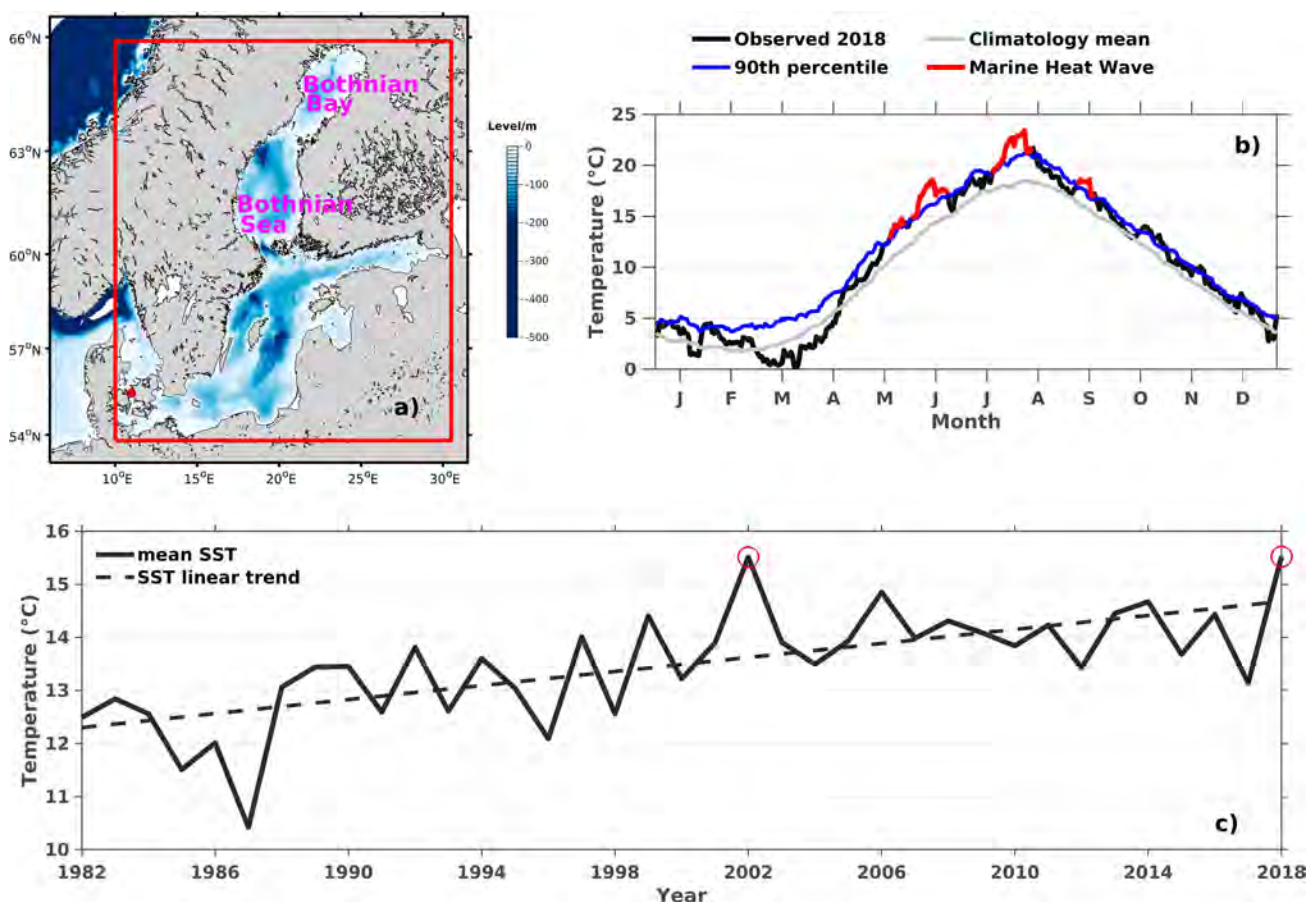 66°N
63°N
60°N
57°N
54°N
10°E
15°E
20°E
25°E
30°E
Bothnian
Bay
Bothnian
Sea
a)
Level/m
0
-100
-200
-300
-400
-500
Observed 2018
Climatology mean
90th percentile
Marine Heat Wave
b)
Temperature (°C)
25
20
15
10
5
0
J F M A M J J A S O N D
Month
mean SST
SST linear trend
Temperature (°C)
16
15
14
13
12
11
10
c)
1982 1986 1990 1994 1998 2002 2006 2010 2014 2018
Year